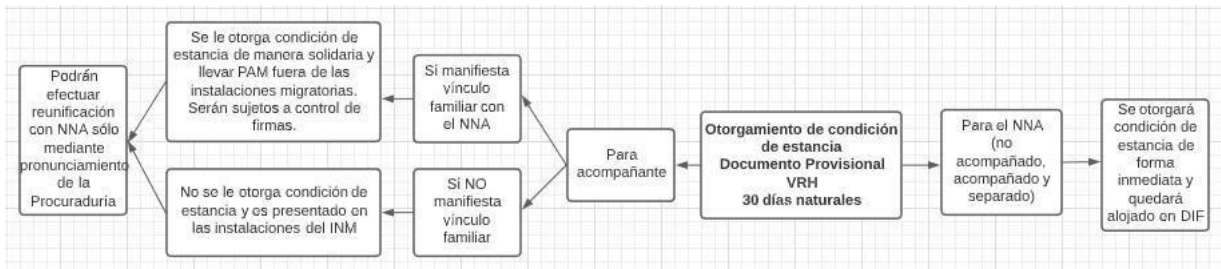 Podrán
efectuar
reunificación
con NNA sólo
mediante
pronunciamiento
de la
Procuraduría
Se le otorga condición de
estancia de manera solidaria y
llevar PAM fuera de las
instalaciones migratorias.
Serán sujetos a control de
firmas.
No se le otorga condición de
estancia y es presentado en
las instalaciones del INM
Si manifiesta
vínculo
familiar con
el NNA
Si NO
manifiesta
vínculo
familiar
Para
acompañante
Otorgamiento de condición
de estancia
Documento Provisional
VRH
30 días naturales
Para el NNA
(no
acompañado,
acompañado y
separado)
Se otorgará
condición de
estancia de
forma
inmediata y
quedará
alojado en DIF